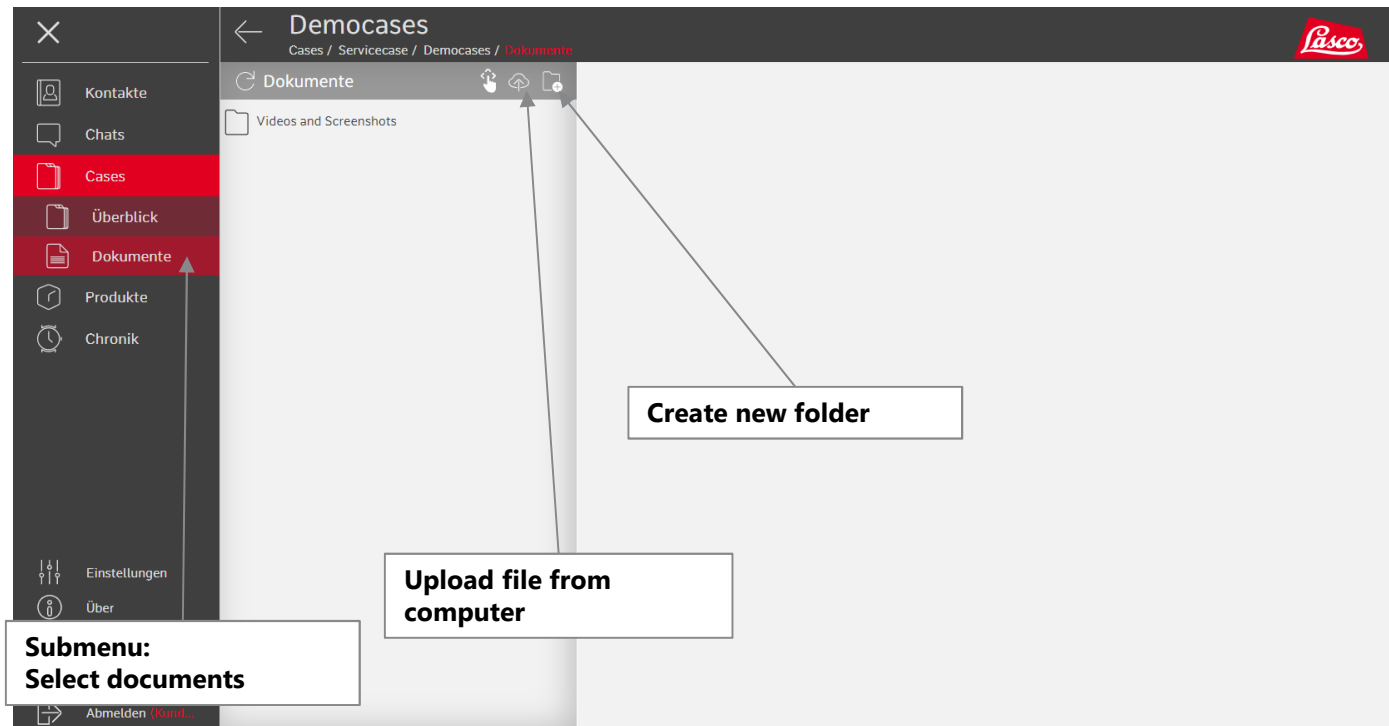 Democases
Cases / Servicecase / Democases / Dokumente
Lasco
Dokumente
Kontakte
Chats
Cases
Überblick
Dokumente
Produkte
Chronik
Videos and Screenshots
Create new folder
Upload file from
computer
Einstellungen
Über
Submenu:
Select documents
Abmelden (Kund...